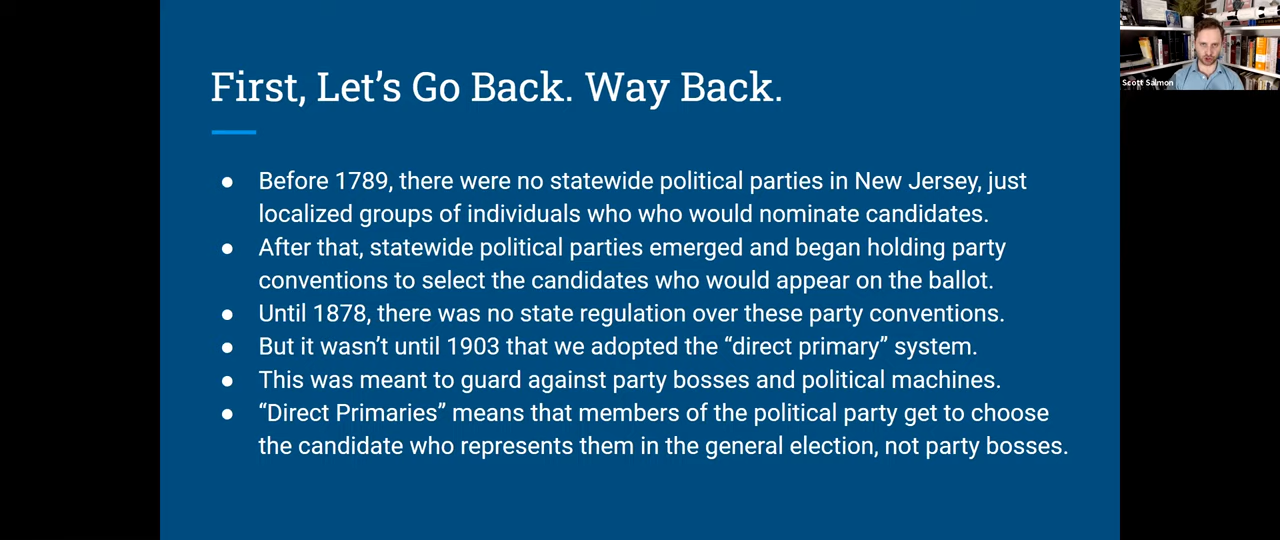 First, Let's Go Back. Way Back.
● Before 1789, there were no statewide political parties in New Jersey, just
localized groups of individuals who who would nominate candidates.
● After that, statewide political parties emerged and began holding party
conventions to select the candidates who would appear on the ballot.
● Until 1878, there was no state regulation over these party conventions.
● But it wasn't until 1903 that we adopted the “direct primary” system.
● This was meant to guard against party bosses and political machines.
● “Direct Primaries” means that members of the political party get to choose
the candidate who represents them in the general election, not party bosses.
Scott Salmon